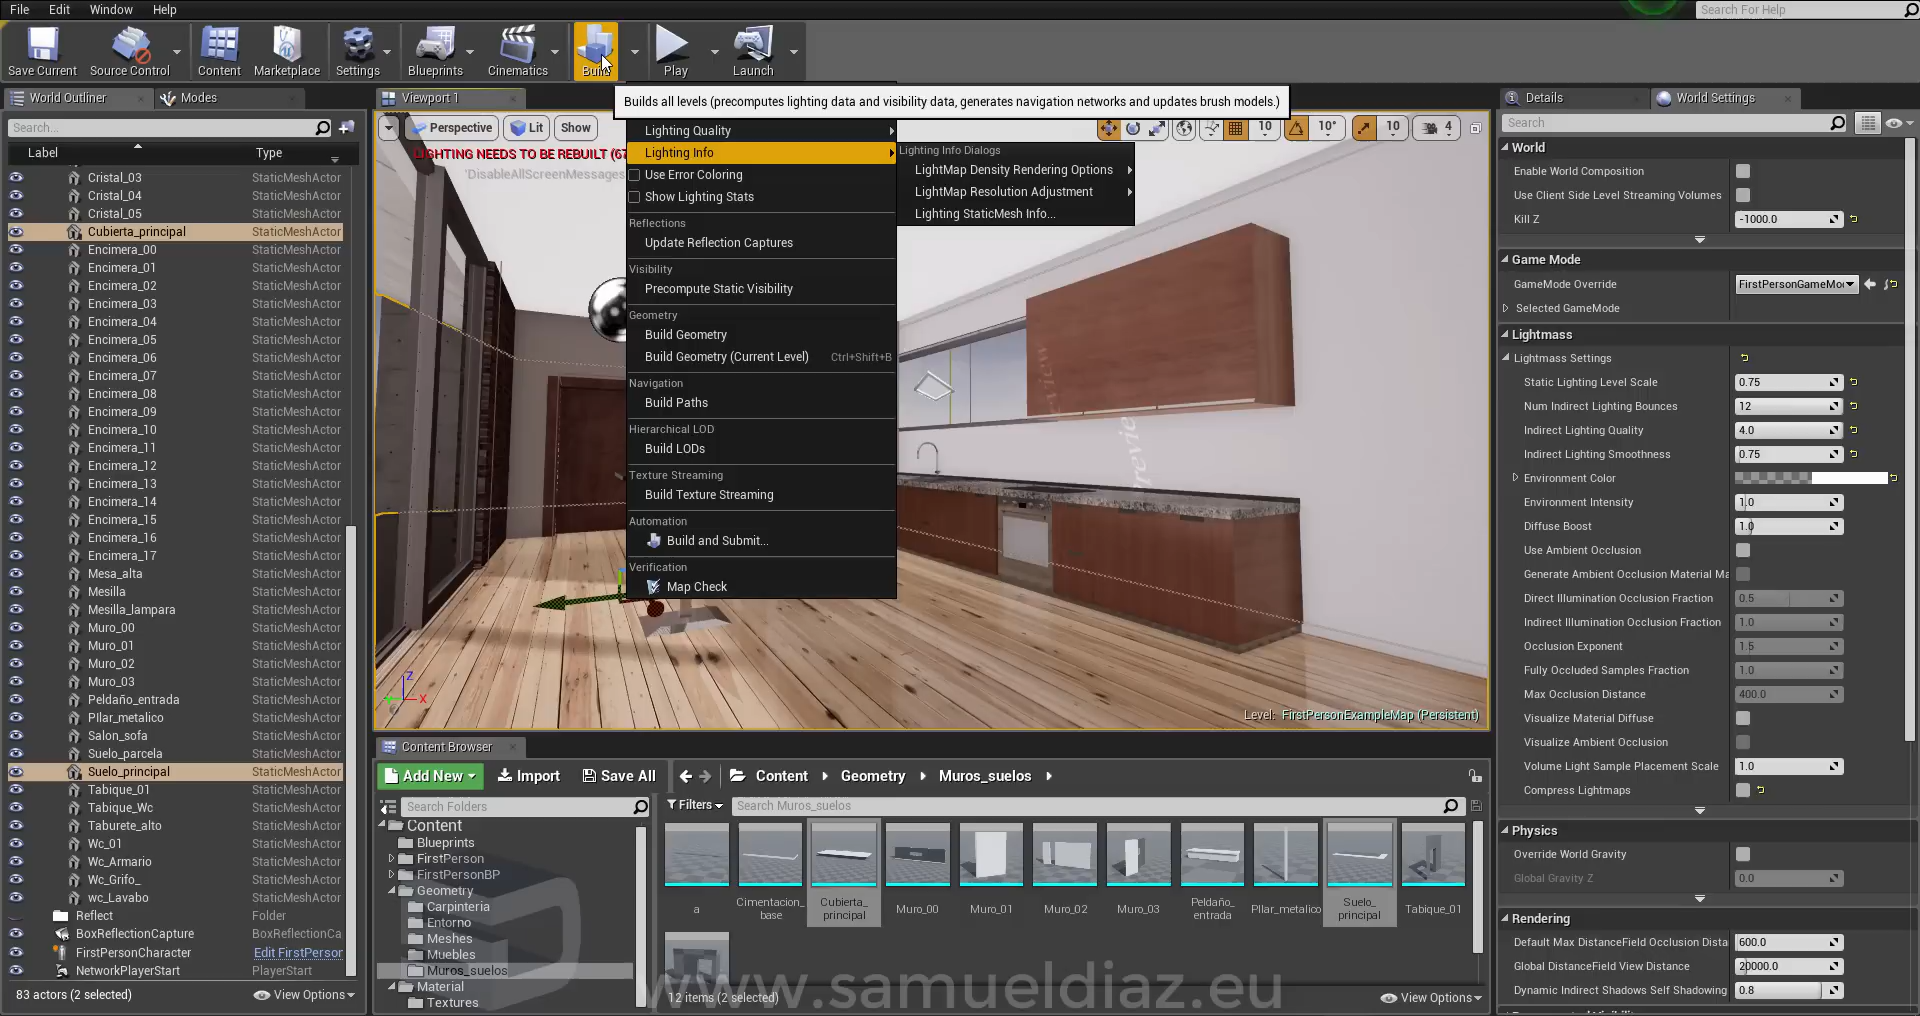 File Edit Window Help
Search For Help
Save Current Source Control Content Marketplace Settings Blueprints Cinematics Build Play Launch
World Outliner Modes
Viewport 1
Details World Settings
Builds all levels (precomputes lighting data and visibility data, generates navigation networks and updates brush models.)
Search...
Label Type
Cristal_03 StaticMeshActor
Cristal_04 StaticMeshActor
Cristal_05 StaticMeshActor
Cubierta_principal StaticMeshActor
Encimera_00 StaticMeshActor
Encimera_01 StaticMeshActor
Encimera_02 StaticMeshActor
Encimera_03 StaticMeshActor
Encimera_04 StaticMeshActor
Encimera_05 StaticMeshActor
Encimera_06 StaticMeshActor
Encimera_07 StaticMeshActor
Encimera_08 StaticMeshActor
Encimera_09 StaticMeshActor
Encimera_10 StaticMeshActor
Encimera_11 StaticMeshActor
Encimera_12 StaticMeshActor
Encimera_13 StaticMeshActor
Encimera_14 StaticMeshActor
Encimera_15 StaticMeshActor
Encimera_16 StaticMeshActor
Encimera_17 StaticMeshActor
Mesa_alta StaticMeshActor
Mesilla StaticMeshActor
Mesilla_lampara StaticMeshActor
Muro_00 StaticMeshActor
Muro_01 StaticMeshActor
Muro_02 StaticMeshActor
Muro_03 StaticMeshActor
Peldaño_entrada StaticMeshActor
PIlar_metalico StaticMeshActor
Salon_sofa StaticMeshActor
Suelo_parcela StaticMeshActor
Suelo_principal StaticMeshActor
Tabique_01 StaticMeshActor
Tabique_Wc StaticMeshActor
Taburete_alto StaticMeshActor
Wc_01 StaticMeshActor
Wc_Armario StaticMeshActor
Wc_Grifo_ StaticMeshActor
wc_Lavabo StaticMeshActor
Reflect Folder
BoxReflectionCapture BoxReflectionCa
FirstPersonCharacter Edit FirstPerson
NetworkPlayerStart PlayerStart
83 actors (2 selected) View Options
Perspective Lit Show
10 10° 10 4
LIGHTING NEEDS TO BE REBUILT (67
'DisableAllScreenMessages
Lighting Quality
Lighting Info
Use Error Coloring
Show Lighting Stats
Reflections
Update Reflection Captures
Visibility
Precompute Static Visibility
Geometry
Build Geometry
Build Geometry (Current Level) Ctrl+Shift+B
Navigation
Build Paths
Hierarchical LOD
Build LODs
Texture Streaming
Build Texture Streaming
Automation
Build and Submit...
Verification
Map Check
Lighting Info Dialogs
LightMap Density Rendering Options
LightMap Resolution Adjustment
Lighting StaticMesh Info...
Z
X
Level: FirstPersonExampleMap (Persistent)
Content Browser
Add New Import Save All Content Geometry Muros_suelos
Search Folders
Content
Blueprints
FirstPerson
FirstPersonBP
Geometry
Carpinteria
Entorno
Meshes
Muebles
Muros_suelos
Material
Textures
Filters Search Muros_suelos
a
Cimentacion_
base
Cubierta_
principal
Muro_00
Muro_01
Muro_02
Muro_03
Peldaño_
entrada
PIlar_metalico
Suelo_
principal
Tabique_01
www.samueldiaz.eu
12 items (2 selected) View Options
Search
World
Enable World Composition
Use Client Side Level Streaming Volumes
Kill Z -1000.0
Game Mode
GameMode Override FirstPersonGameMo
Selected GameMode
Lightmass
Lightmass Settings
Static Lighting Level Scale 0.75
Num Indirect Lighting Bounces 12
Indirect Lighting Quality 4.0
Indirect Lighting Smoothness 0.75
Environment Color
Environment Intensity 1.0
Diffuse Boost 1.0
Use Ambient Occlusion
Generate Ambient Occlusion Material Ma
Direct Illumination Occlusion Fraction 0.5
Indirect Illumination Occlusion Fraction 1.0
Occlusion Exponent 1.5
Fully Occluded Samples Fraction 1.0
Max Occlusion Distance 400.0
Visualize Material Diffuse
Visualize Ambient Occlusion
Volume Light Sample Placement Scale 1.0
Compress Lightmaps
Physics
Override World Gravity
Global Gravity Z 0.0
Rendering
Default Max DistanceField Occlusion Dista 600.0
Global DistanceField View Distance 20000.0
Dynamic Indirect Shadows Self Shadowing 0.8